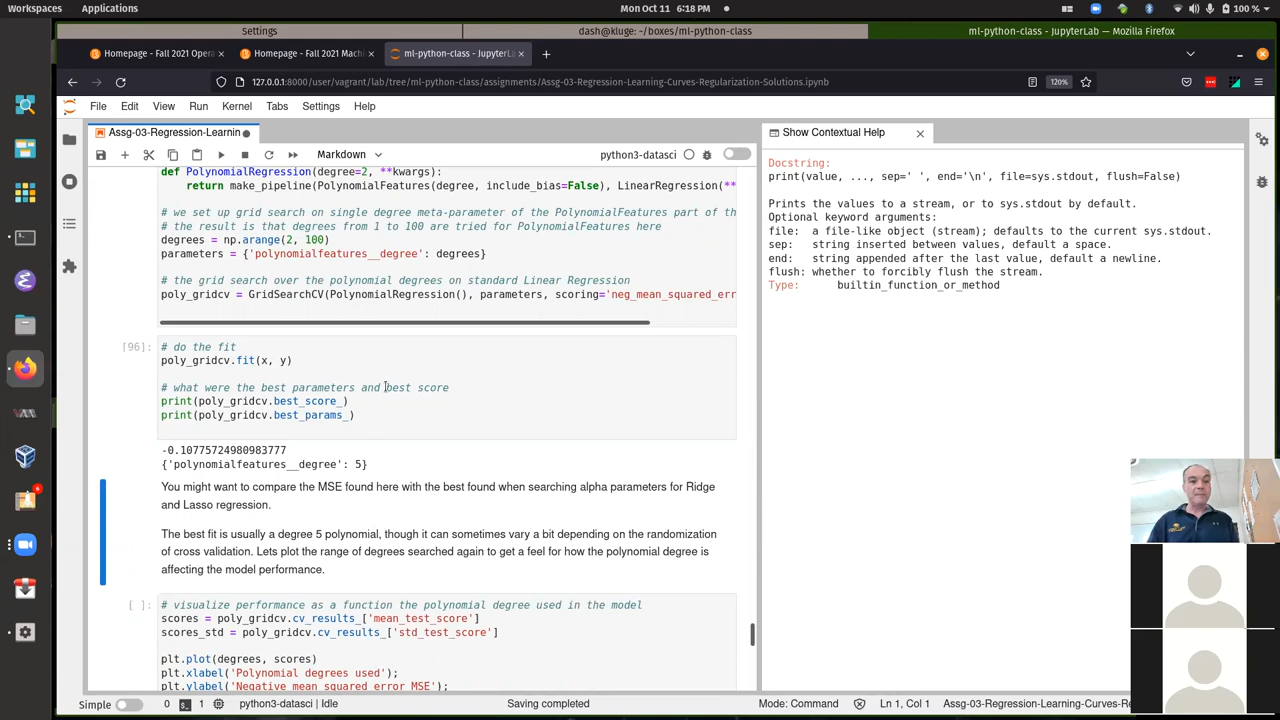 Workspaces Applications Mon Oct 11 6:18 PM 100 %
Settings dash@kluge: ~/boxes/ml-python-class ml-python-class - JupyterLab — Mozilla Firefox
Homepage - Fall 2021 Opera Homepage - Fall 2021 Machi ml-python-class - JupyterLab
127.0.0.1:8000/user/vagrant/lab/tree/ml-python-class/assignments/Assg-03-Regression-Learning-Curves-Regularization-Solutions.ipynb 120%
File Edit View Run Kernel Tabs Settings Help
Assg-03-Regression-Learnin
Markdown python3-datasci
def PolynomialRegression(degree=2, **kwargs):
return make_pipeline(PolynomialFeatures(degree, include_bias=False), LinearRegression(**
# we set up grid search on single degree meta-parameter of the PolynomialFeatures part of th
# the result is that degrees from 1 to 100 are tried for PolynomialFeatures here
degrees = np.arange(2, 100)
parameters = {'polynomialfeatures__degree': degrees}
# the grid search over the polynomial degrees on standard Linear Regression
poly_gridcv = GridSearchCV(PolynomialRegression(), parameters, scoring='neg_mean_squared_err
[96]: # do the fit
poly_gridcv.fit(x, y)
# what were the best parameters and best score
print(poly_gridcv.best_score_)
print(poly_gridcv.best_params_)
-0.10775724980983777
{'polynomialfeatures__degree': 5}
You might want to compare the MSE found here with the best found when searching alpha parameters for Ridge
and Lasso regression.
The best fit is usually a degree 5 polynomial, though it can sometimes vary a bit depending on the randomization
of cross validation. Lets plot the range of degrees searched again to get a feel for how the polynomial degree is
affecting the model performance.
[ ]: # visualize performance as a function the polynomial degree used in the model
scores = poly_gridcv.cv_results_['mean_test_score']
scores_std = poly_gridcv.cv_results_['std_test_score']
plt.plot(degrees, scores)
plt.xlabel('Polynomial degrees used');
plt.ylabel('Negative mean squared error MSE');
Show Contextual Help
Docstring:
print(value, ..., sep=' ', end='\n', file=sys.stdout, flush=False)
Prints the values to a stream, or to sys.stdout by default.
Optional keyword arguments:
file: a file-like object (stream); defaults to the current sys.stdout.
sep: string inserted between values, default a space.
end: string appended after the last value, default a newline.
flush: whether to forcibly flush the stream.
Type: builtin_function_or_method
Simple 0 1 python3-datasci | Idle Saving completed Mode: Command Ln 1, Col 1 Assg-03-Regression-Learning-Curves-Re